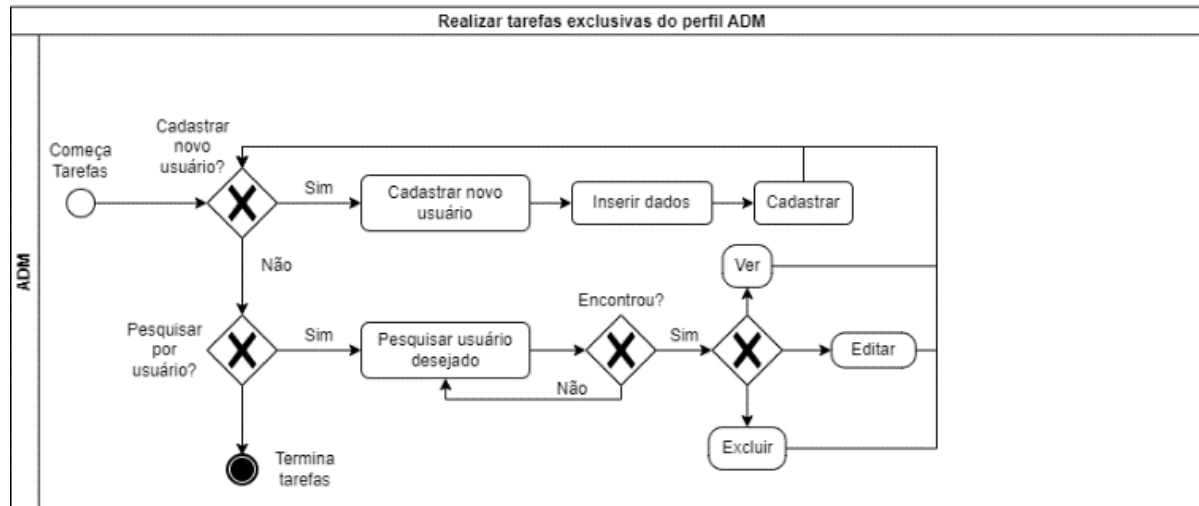 Realizar tarefas exclusivas do perfil ADM
ADM
Começa
Tarefas
Cadastrar
novo
usuário?
Sim
Cadastrar novo
usuário
Inserir dados
Cadastrar
Não
Pesquisar
por
usuário?
Sim
Pesquisar usuário
desejado
Encontrou?
Não
Sim
Ver
Editar
Excluir
Termina
tarefas